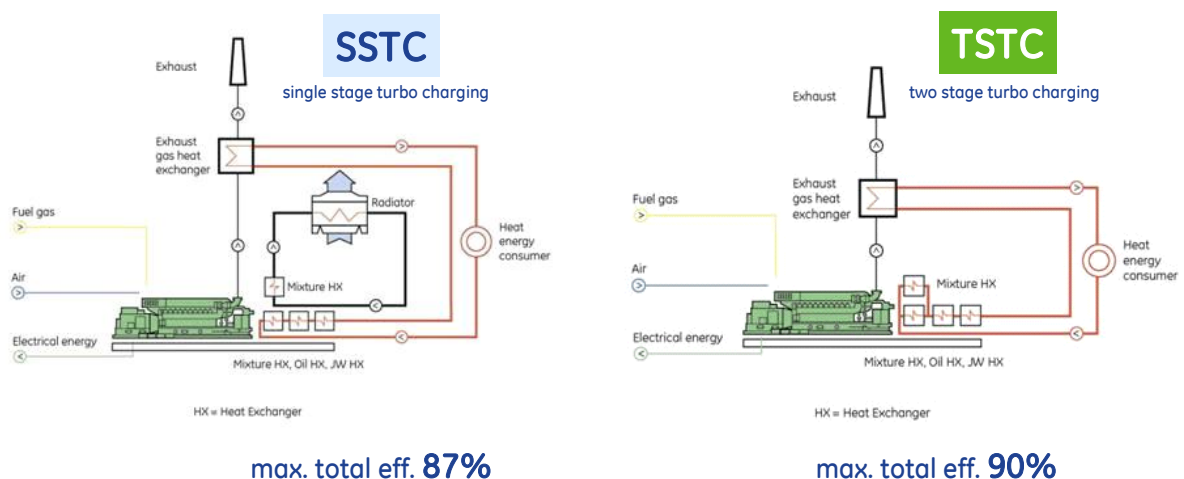 SSTC
single stage turbo charging
Exhaust
Exhaust
gas heat
exchanger
Radiator
Fuel gas
Heat
energy
consumer
Air
Mixture HX
Electrical energy
Mixture HX, Oil HX, JW HX
HX = Heat Exchanger
max. total eff. 87%
TSTC
two stage turbo charging
Exhaust
Exhaust
gas heat
exchanger
Fuel gas
Heat
energy
consumer
Air
Mixture HX
Electrical energy
Mixture HX, Oil HX, JW HX
HX = Heat Exchanger
max. total eff. 90%